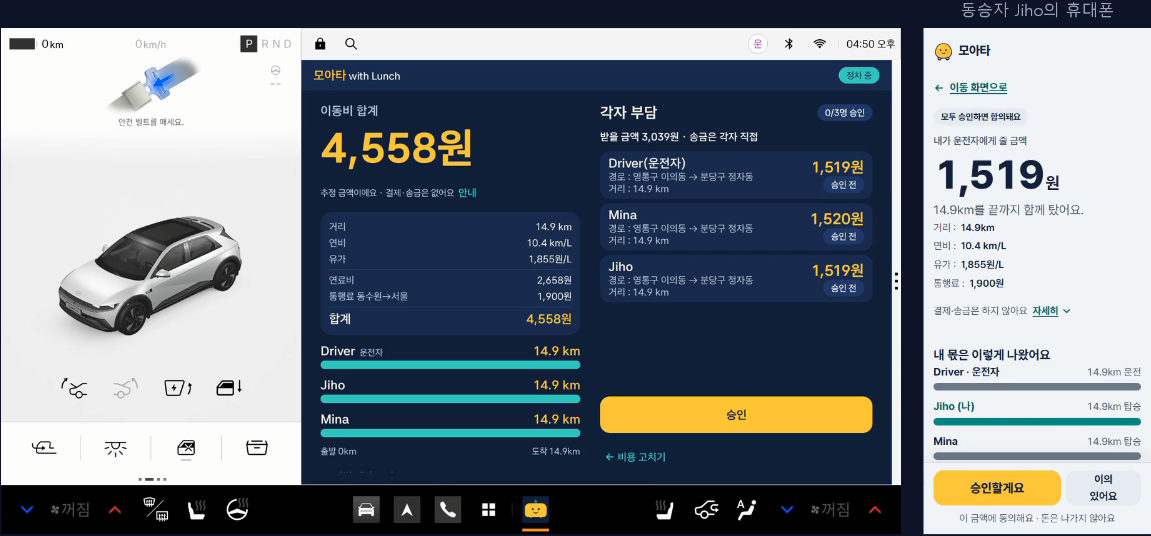 동승자 Jiho의 휴대폰
0km
0km/h
P R N D
안전 벨트를 매세요.
운
04:50 오후
모아타 with Lunch
정차 중
이동비 합계
4,558원
추정 금액이에요 · 결제·송금은 없어요 안내
거리 14.9 km
연비 10.4 km/L
유가 1,855원/L
연료비 2,658원
통행료 동수원→서울 1,900원
합계 4,558원
Driver 운전자 14.9 km
Jiho 14.9 km
Mina 14.9 km
출발 0km 도착 14.9km
각자 부담
0/3명 승인
받을 금액 3,039원 · 송금은 각자 직접
Driver(운전자) 1,519원
경로 : 영통구 이의동 → 분당구 정자동
거리 : 14.9 km
승인 전
Mina 1,520원
경로 : 영통구 이의동 → 분당구 정자동
거리 : 14.9 km
승인 전
Jiho 1,519원
경로 : 영통구 이의동 → 분당구 정자동
거리 : 14.9 km
승인 전
승인
← 비용 고치기
꺼짐
A
꺼짐
모아타
← 이동 화면으로
모두 승인하면 합의돼요
내가 운전자에게 줄 금액
1,519원
14.9km를 끝까지 함께 탔어요.
거리 : 14.9km
연비 : 10.4 km/L
유가 : 1,855원/L
통행료 : 1,900원
결제·송금은 하지 않아요 자세히
내 몫은 이렇게 나왔어요
Driver · 운전자 14.9km 운전
Jiho (나) 14.9km 탑승
Mina 14.9km 탑승
승인할게요
이의
있어요
이 금액에 동의해요 · 돈은 나가지 않아요